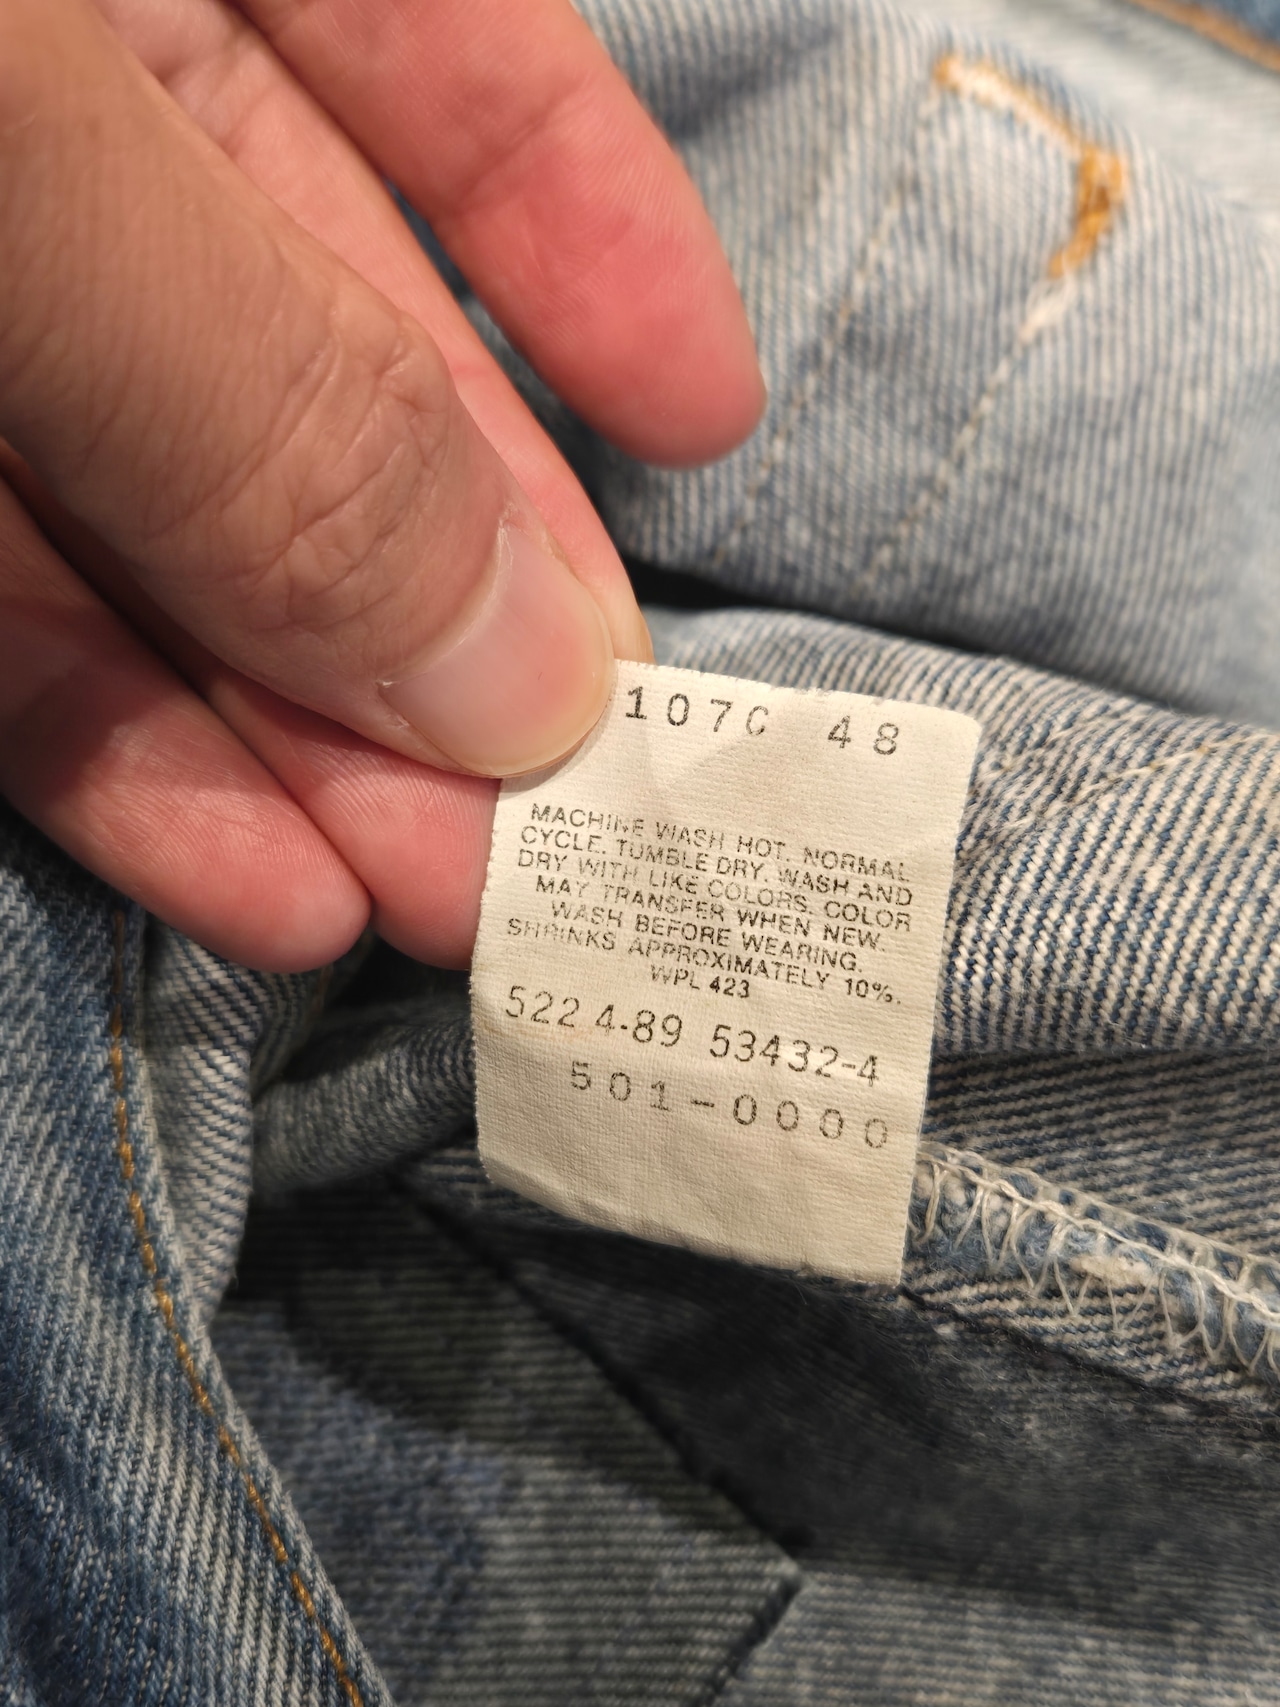 107C 48
MACHINE WASH HOT. NORMAL
CYCLE. TUMBLE DRY. WASH AND
DRY WITH LIKE COLORS. COLOR
MAY TRANSFER WHEN NEW.
WASH BEFORE WEARING.
SHRINKS APPROXIMATELY 10%.
WPL 423
522 4-89 53432-4
501-0000